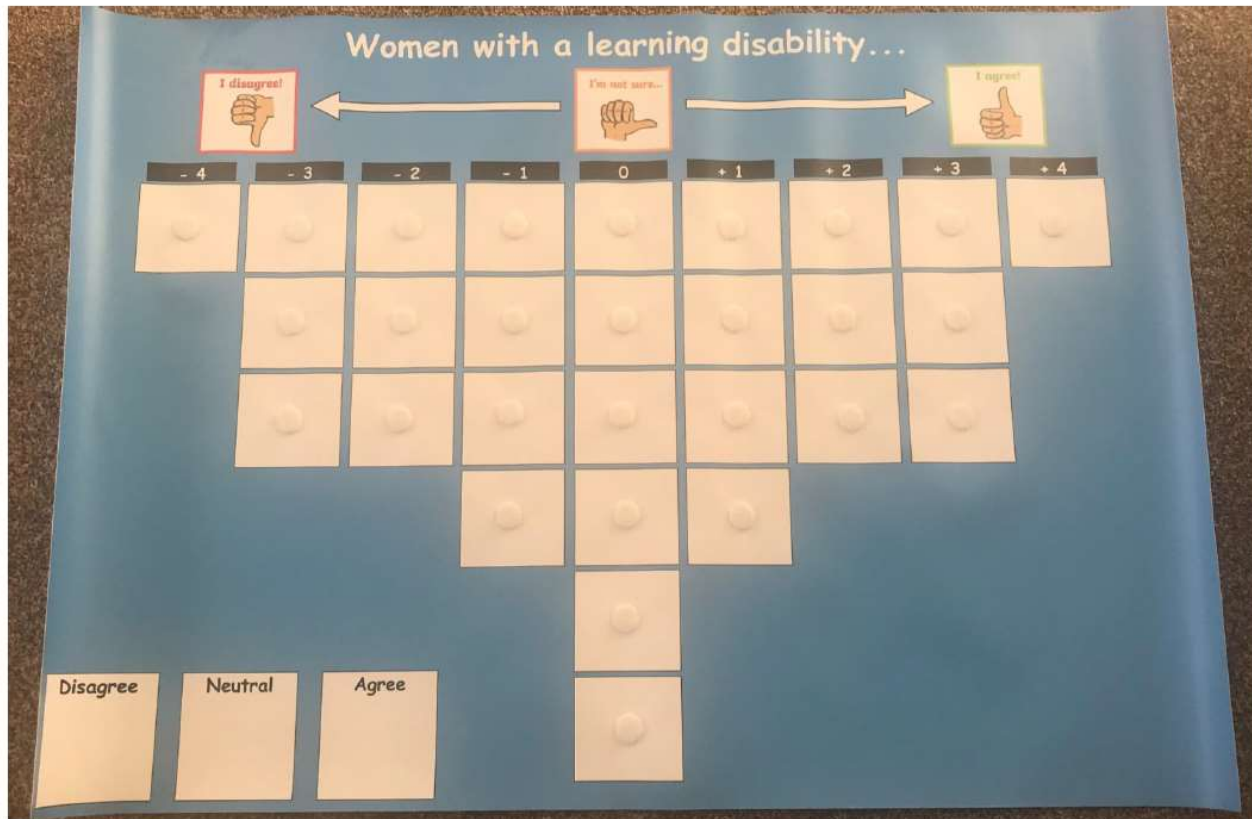 Women with a learning disability...
I disagree!
I'm not sure...
I agree!
- 4 - 3 - 2 - 1 0 + 1 + 2 + 3 + 4
Disagree Neutral Agree